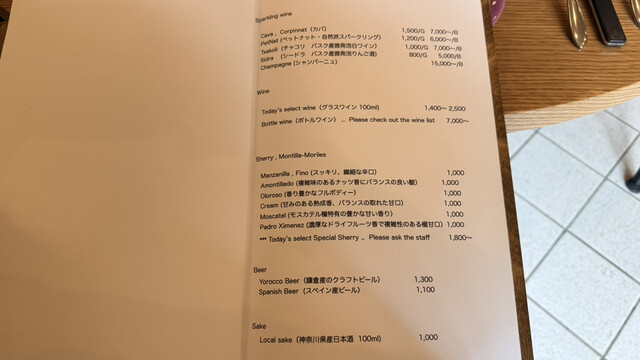 Sparkling wine
Cava , Corpinnat（カバ） 1,500/G 7,000～/B
PetNat (ペットナット・自然派スパークリング) 1,200/G 6,000～/B
Txakoli（チャコリ バスク産微発泡白ワイン） 1,000/G 7,000～/B
Sidra （シードラ バスク産微発泡りんご酒） 800/G 5,000/B
Champagne (シャンパーニュ) 15,000～/B
Wine
Today's select wine（グラスワイン 100ml) 1,400～ 2,500
Bottle wine（ボトルワイン） ... Please check out the wine list 7,000～
Sherry , Montilla-Moriles
Manzanilla , Fino (スッキリ、繊細な辛口) 1,000
Amontillado (複雑味のあるナッツ香にバランスの良い酸) 1,000
Oloroso (香り豊かなフルボディー) 1,000
Cream (甘みのある熟成香、バランスの取れた甘口) 1,000
Moscatel (モスカテル種特有の豊かな甘い香り) 1,000
Pedro Ximenez (濃厚なドライフルーツ香で複雑性のある極甘口) 1,000
*** Today's select Special Sherry ... Please ask the staff 1,800～
Beer
Yorocco Beer（鎌倉産のクラフトビール） 1,300
Spanish Beer（スペイン産ビール） 1,100
Sake
Local sake（神奈川県産日本酒 100ml) 1,000